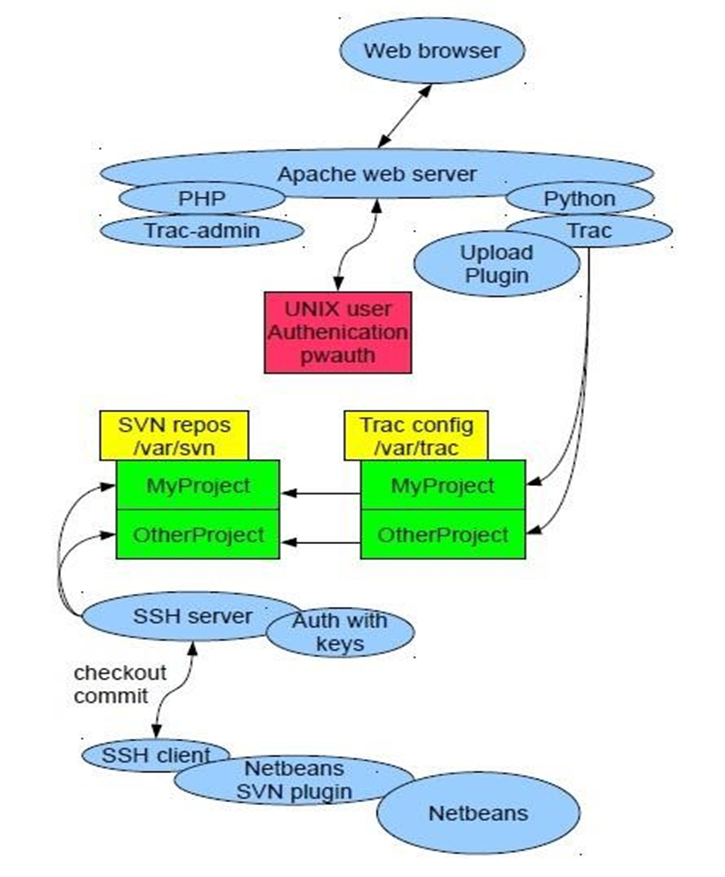 Web browser
Apache web server
PHP
Python
Trac-admin
Trac
Upload
Plugin
UNIX user
Authenication
pwauth
SVN repos
/var/svn
Trac config
/var/trac
MyProject
MyProject
OtherProject
OtherProject
SSH server
Auth with
keys
checkout
commit
SSH client
Netbeans
SVN plugin
Netbeans